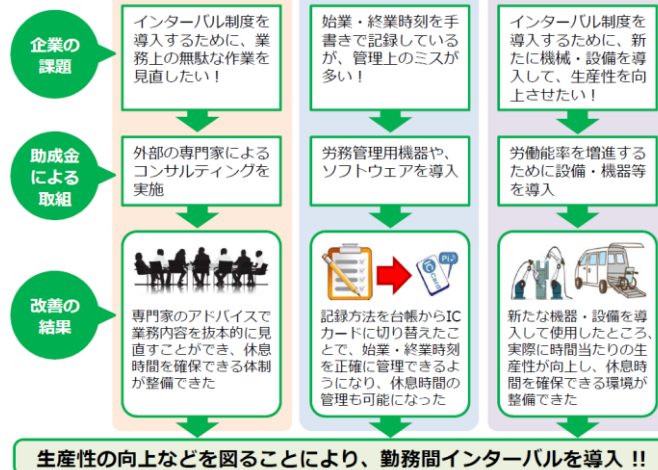 企業の
課題
インターバル制度を
導入するために、業
務上の無駄な作業を
見直したい!
始業・終業時刻を手
書きで記録している
が、管理上のミスが
多い!
インターバル制度を
導入するために、新
たに機械・設備を導
入して、生産性を向
上させたい!
助成金
による
取組
外部の専門家による
コンサルティングを
実施
労務管理用機器や、
ソフトウェアを導入
労働能率を増進する
ために設備・機器等
を導入
改善の
結果
専門家のアドバイスで
業務内容を抜本的に見
直すことができ、休息
時間を確保できる体制
が整備できた
Pi♪
記録方法を台帳からIC
カードに切り替えたこ
とで、始業・終業時刻
を正確に管理できるよ
うになり、休息時間の
管理も可能になった
新たな機器・設備を導
入して使用したところ、
実際に時間当たりの生
産性が向上し、休息時
間を確保できる環境が
整備できた
生産性の向上などを図ることにより、勤務間インターバルを導入 !!